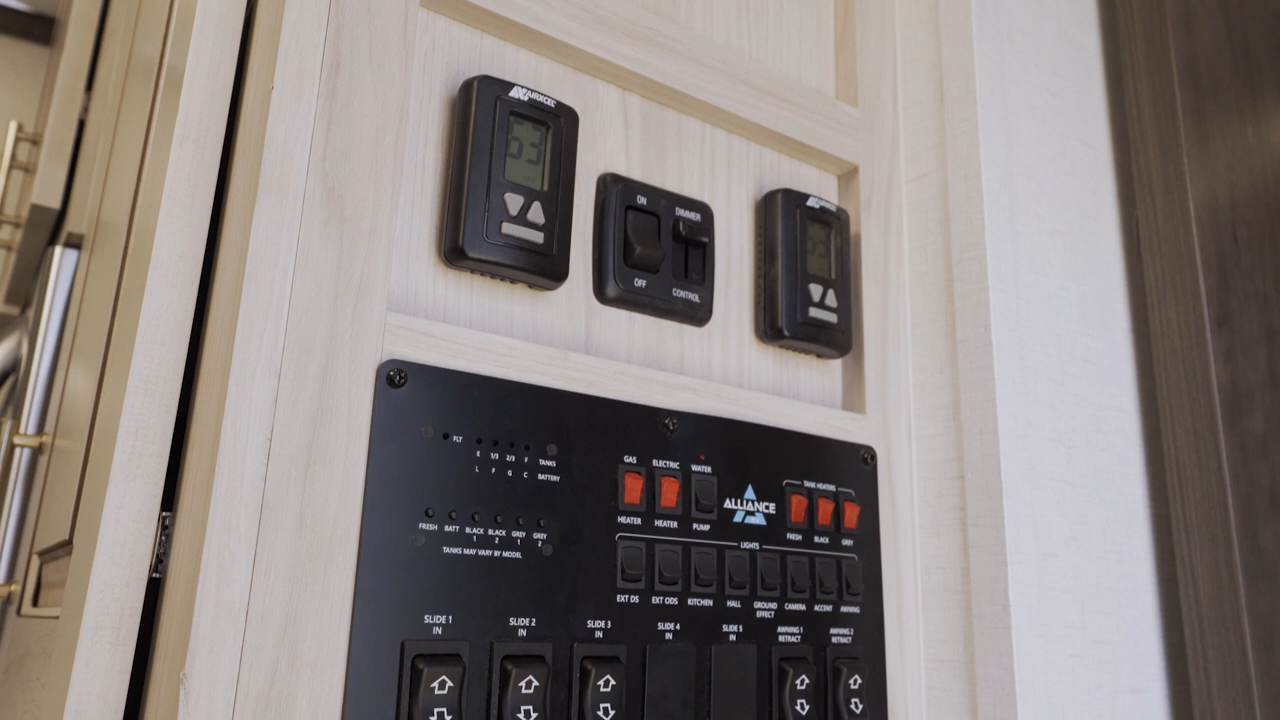 AIRXCEL
63
ON
DIMMER
OFF
CONTROL
63
FLT
E 1/3 2/3 F TANKS
L F G C BATTERY
FRESH BATT BLACK 1 BLACK 2 GREY 1 GREY 2
TANKS MAY VARY BY MODEL
GAS ELECTRIC WATER
HEATER HEATER PUMP
ALLIANCE
TANK HEATERS
FRESH BLACK GREY
LIGHTS
EXT DS EXT ODS KITCHEN HALL GROUND EFFECT CAMERA ACCENT AWNING
SLIDE 1 IN
SLIDE 2 IN
SLIDE 3 IN
SLIDE 4 IN
SLIDE 5 IN
AWNING 1 RETRACT
AWNING 2 RETRACT